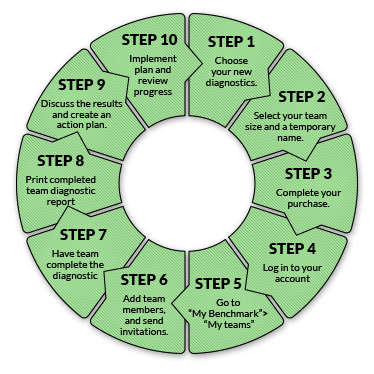 STEP 1
Choose
your new
diagnostics.
STEP 2
Select your team
size and a temporary
name.
STEP 3
Complete your
purchase.
STEP 4
Log in to your
account
STEP 5
Go to
“My Benchmark”>
“My teams”
STEP 6
Add team
members,
and send
invitations.
STEP 7
Have team
complete the
diagnostic
STEP 8
Print completed
team diagnostic
report
STEP 9
Discuss the results
and create an
action plan.
STEP 10
Implement
plan and
review
progress